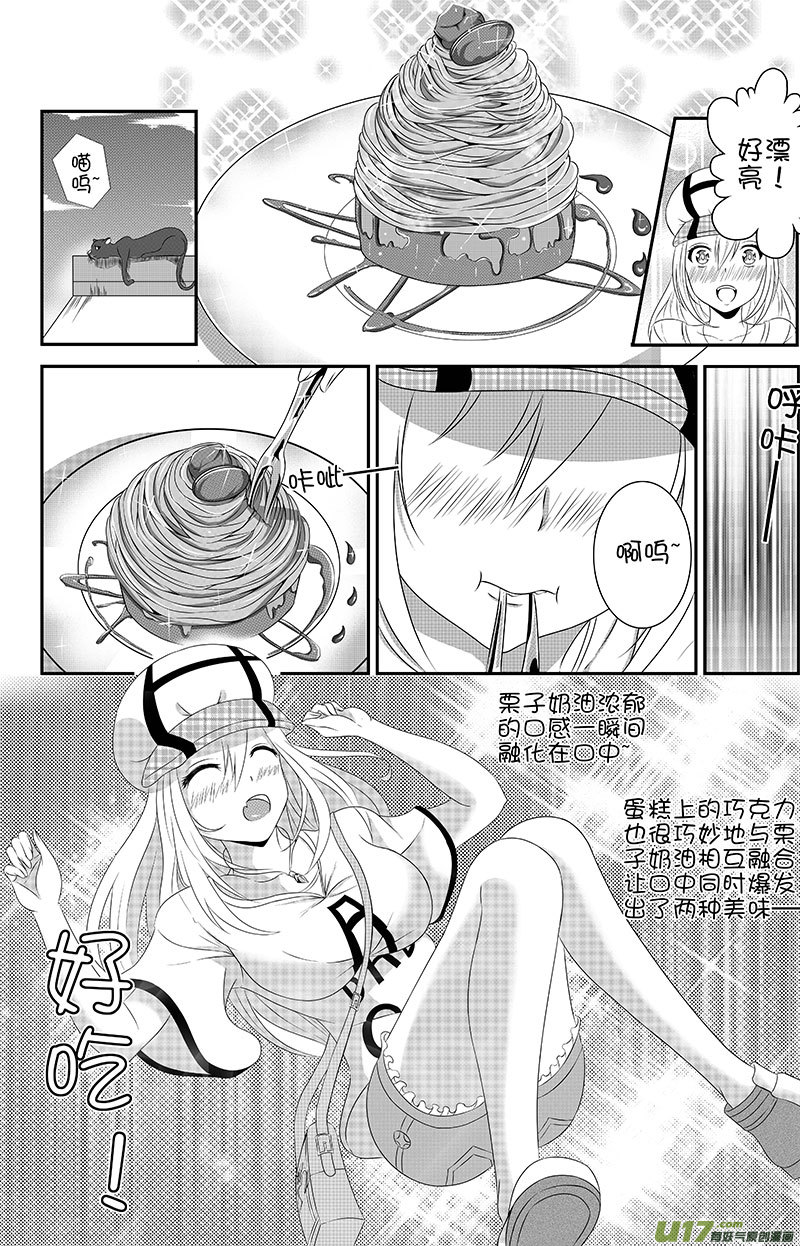 漂
好亮！
喵
呜~
呼
咔
咔呲
啊呜~
栗子奶油浓郁
的口感一瞬间
融化在口中~
蛋糕上的巧克力
也很巧妙地与栗
子奶油相互融合
让口中同时爆发
出了两种美味——
好吃！
U17.com
有妖气原创漫画